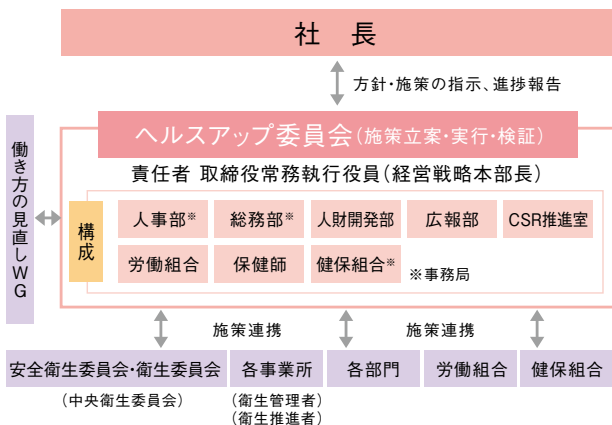 社 長
方針・施策の指示、進捗報告
ヘルスアップ委員会(施策立案・実行・検証)
責任者 取締役常務執行役員(経営戦略本部長)
働き方の見直しWG
構成
人事部※ 総務部※ 人財開発部 広報部 CSR推進室
労働組合 保健師 健保組合※ ※事務局
施策連携 施策連携
安全衛生委員会・衛生委員会 各事業所 各部門 労働組合 健保組合
(中央衛生委員会) (衛生管理者)
(衛生推進者)